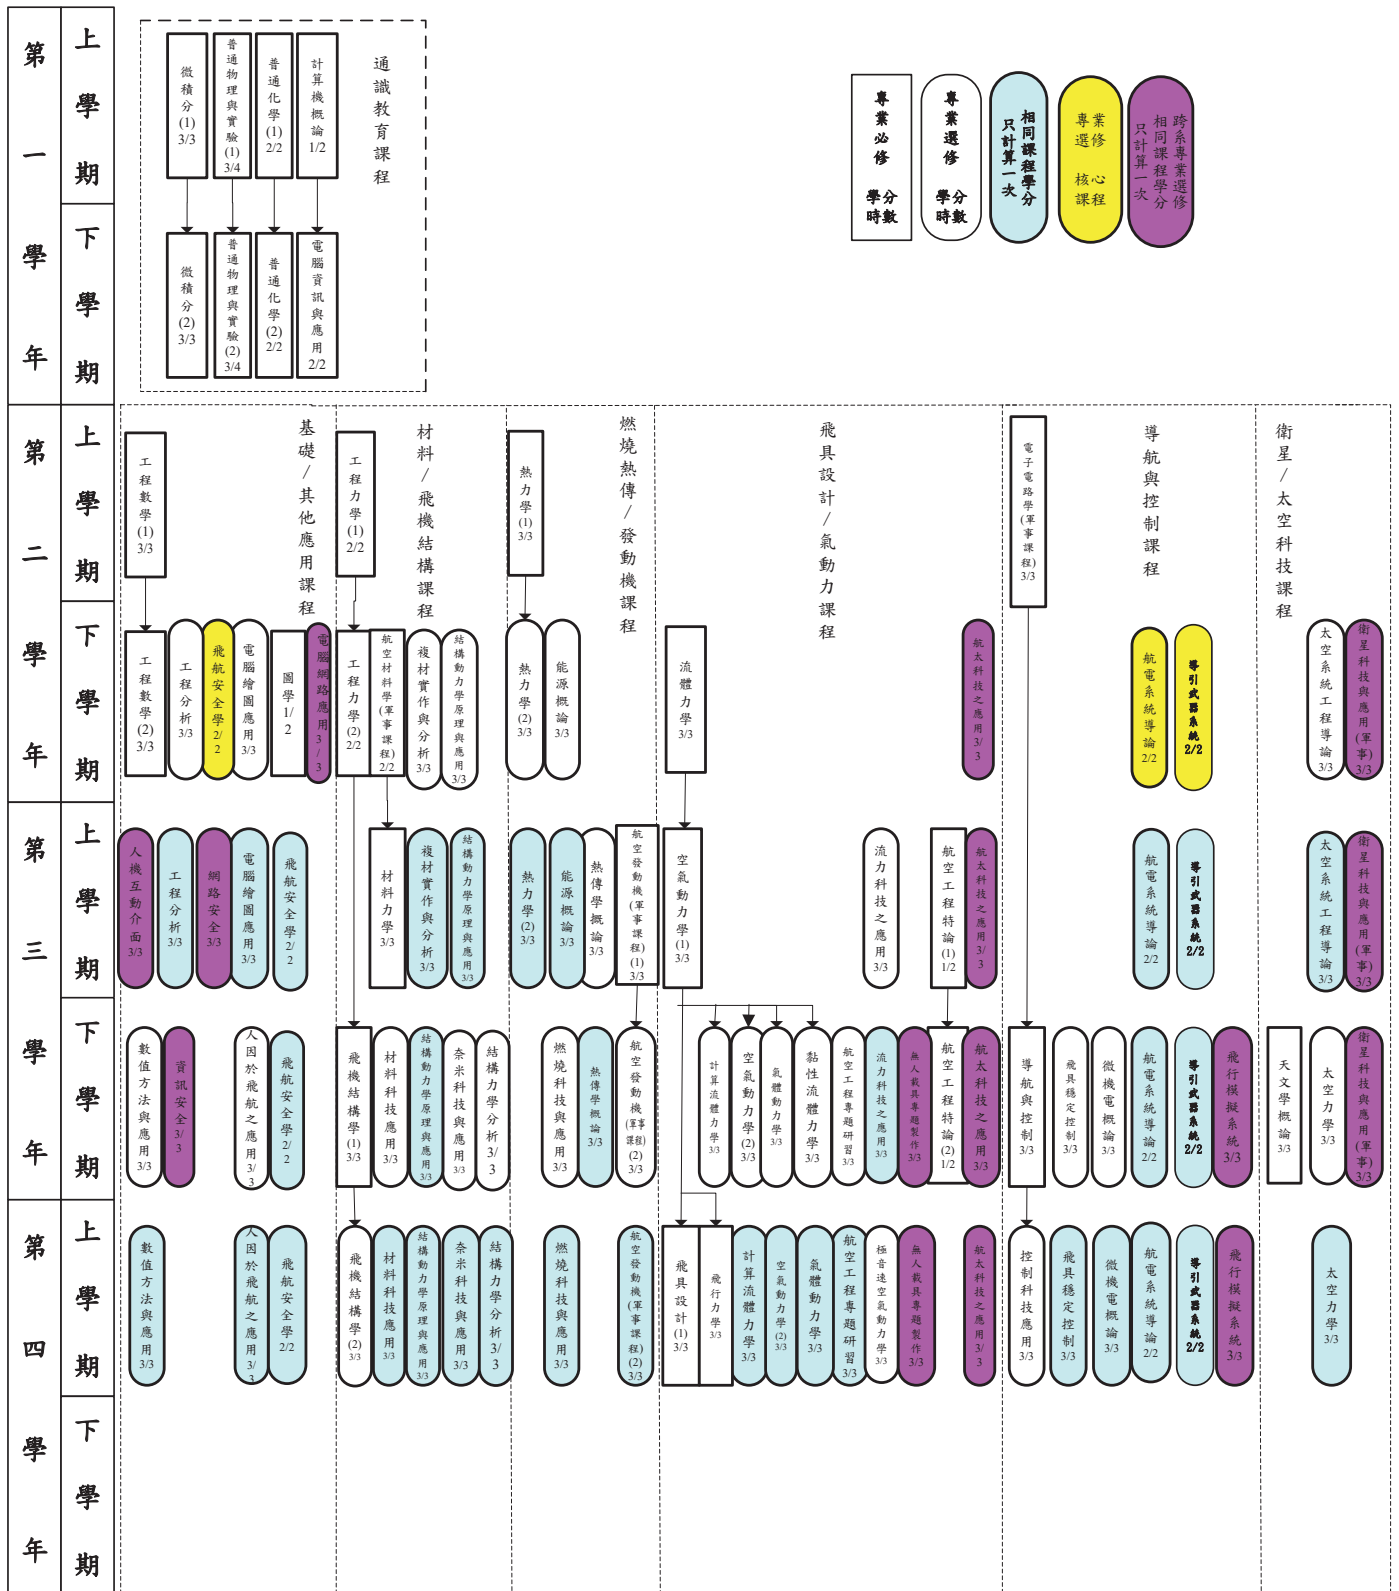 第一學年
上學期
下學期
微積分(1) 3/3
普通物理與實驗(1) 3/4
普通化學(1) 2/2
計算機概論 1/2
通識教育課程
微積分(2) 3/3
普通物理與實驗(2) 3/4
普通化學(2) 2/2
電腦資訊與應用 2/2
專業必修 學分時數
專業選修 學分時數
相同課程學分只計算一次
專業選修 核心課程
跨系專業選修相同課程學分只計算一次
第二學年
上學期
下學期
工程數學(1) 3/3
基礎/其他應用課程
工程力學(1) 2/2
材料/飛機結構課程
熱力學(1) 3/3
燃燒熱傳/發動機課程
飛具設計/氣動力課程
電子電路學(軍事課程) 3/3
導航與控制課程
衛星/太空科技課程
工程數學(2) 3/3
工程分析 3/3
飛航安全學2/2
電腦繪圖應用 3/3
圖學1/2
電腦網路應用3/3
工程力學(2) 2/2
航空材料學(軍事課程) 2/2
複材實作與分析 3/3
結構動力學原理與應用 3/3
熱力學(2) 3/3
能源概論 3/3
流體力學 3/3
航太科技之應用3/3
航電系統導論 2/2
導引武器系統 2/2
太空系統工程導論 3/3
衛星科技與應用(軍事) 3/3
第三學年
上學期
下學期
人機互動介面 3/3
工程分析 3/3
網路安全 3/3
電腦繪圖應用 3/3
飛航安全學2/2
材料力學 3/3
複材實作與分析 3/3
結構動力學原理與應用 3/3
熱力學(2) 3/3
能源概論 3/3
熱傳學概論 3/3
航空發動機(軍事課程)(1) 3/3
空氣動力學(1) 3/3
流力科技之應用 3/3
航空工程特論(1) 1/2
航太科技之應用3/3
航電系統導論 2/2
導引武器系統 2/2
太空系統工程導論 3/3
衛星科技與應用(軍事) 3/3
數值方法與應用 3/3
資訊安全3/3
人因於飛航之應用3/3
飛航安全學2/2
飛機結構學(1) 3/3
材料科技應用 3/3
結構動力學原理與應用 3/3
奈米科技與應用 3/3
結構力學分析3/3
燃燒科技與應用 3/3
熱傳學概論 3/3
航空發動機(軍事課程)(2) 3/3
計算流體力學 3/3
空氣動力學(2) 3/3
氣體動力學 3/3
黏性流體力學 3/3
航空工程專題研習 3/3
流力科技之應用 3/3
無人載具專題製作 3/3
航空工程特論(2) 1/2
航太科技之應用 3/3
導航與控制 3/3
飛具穩定控制 3/3
微機電概論 3/3
航電系統導論 2/2
導引武器系統 2/2
飛行模擬系統 3/3
天文學概論 3/3
太空力學 3/3
衛星科技與應用(軍事) 3/3
第四學年
上學期
下學期
數值方法與應用 3/3
人因於飛航之應用3/3
飛航安全學 2/2
飛機結構學(2) 3/3
材料科技應用 3/3
結構動力學原理與應用 3/3
奈米科技與應用 3/3
結構力學分析 3/3
燃燒科技與應用 3/3
航空發動機(軍事課程)(2) 3/3
飛具設計(1) 3/3
飛行力學 3/3
計算流體力學 3/3
空氣動力學(2) 3/3
氣體動力學 3/3
航空工程專題研習 3/3
極音速空氣動力學 3/3
無人載具專題製作 3/3
航太科技之應用3/3
控制科技應用 3/3
飛具穩定控制 3/3
微機電概論 3/3
航電系統導論 2/2
導引武器系統 2/2
飛行模擬系統 3/3
太空力學 3/3